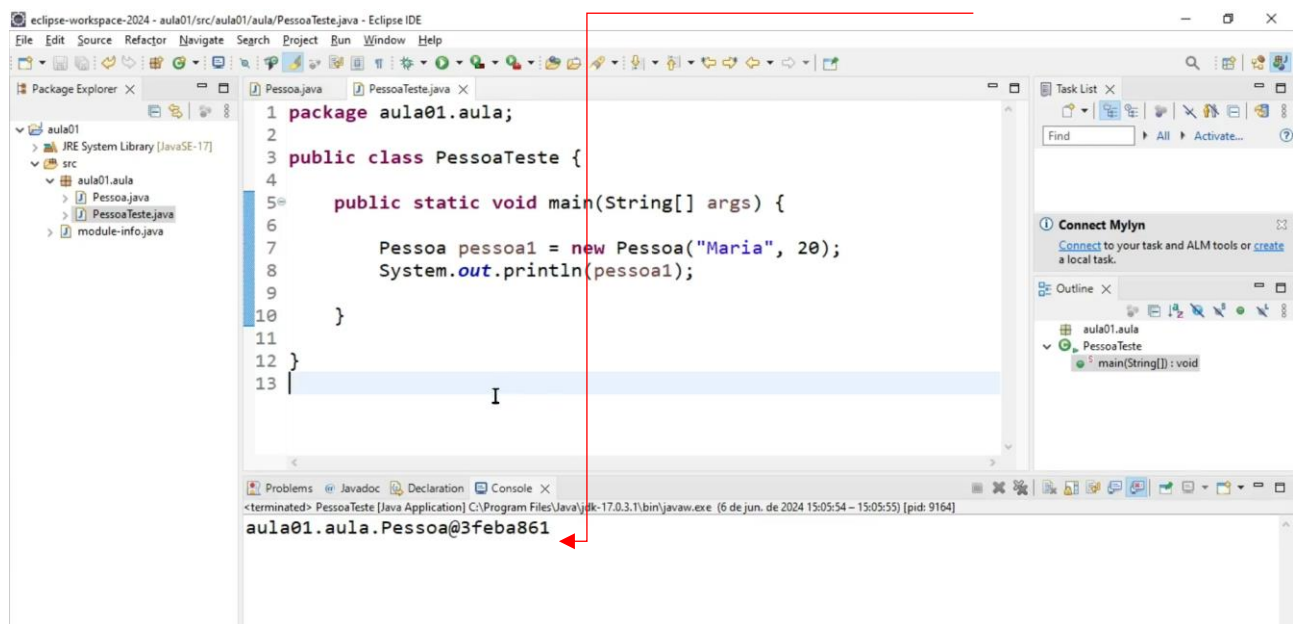 eclipse-workspace-2024 - aula01/src/aula01/aula/PessoaTeste.java - Eclipse IDE
File Edit Source Refactor Navigate Search Project Run Window Help
Package Explorer
aula01
JRE System Library [JavaSE-17]
src
aula01.aula
Pessoa.java
PessoaTeste.java
module-info.java
Pessoa.java PessoaTeste.java
1 package aula01.aula;
2
3 public class PessoaTeste {
4
5 public static void main(String[] args) {
6
7 Pessoa pessoa1 = new Pessoa("Maria", 20);
8 System.out.println(pessoa1);
9
10 }
11
12 }
13
Task List
Find All Activate...
Connect Mylyn
Connect to your task and ALM tools or create
a local task.
Outline
aula01.aula
PessoaTeste
main(String[]) : void
Problems Javadoc Declaration Console
<terminated> PessoaTeste [Java Application] C:\Program Files\Java\jdk-17.0.3.1\bin\javaw.exe (6 de jun. de 2024 15:05:54 – 15:05:55) [pid: 9164]
aula01.aula.Pessoa@3feba861